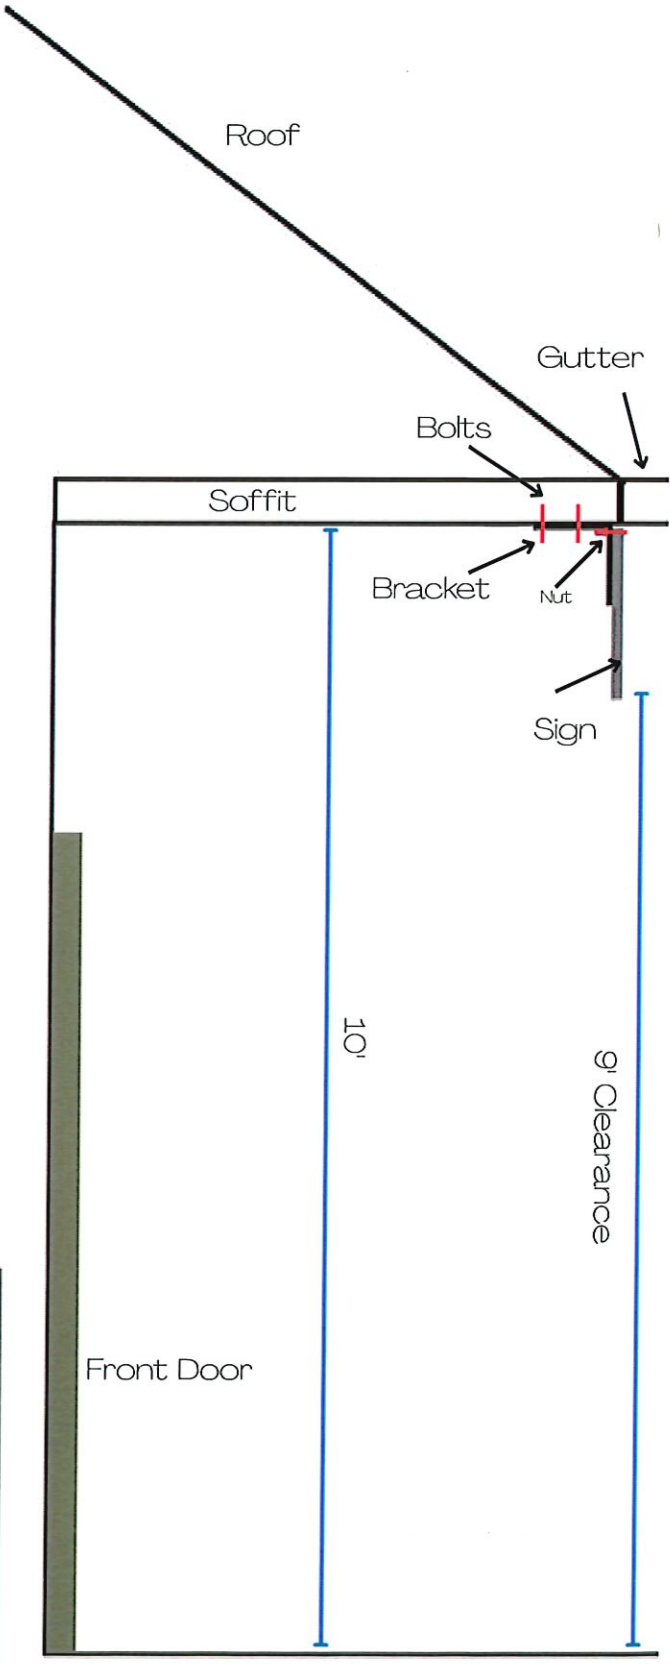 Roof
Gutter
Bolts
Soffit
Bracket
Nut
Sign
10'
9' Clearance
Front Door